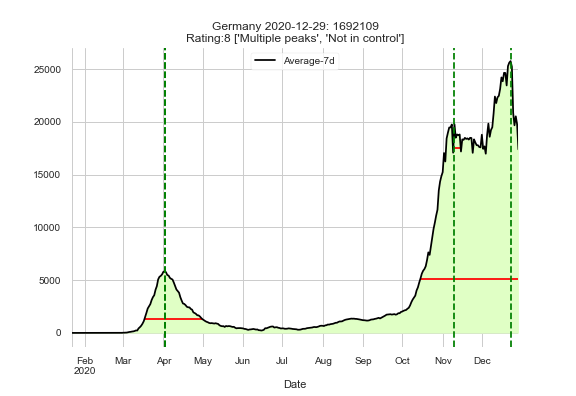 Germany 2020-12-29: 1692109
Rating:8 ['Multiple peaks', 'Not in control']
Average-7d
25000
20000
15000
10000
5000
0
Feb Mar Apr May Jun Jul Aug Sep Oct Nov Dec
2020
Date